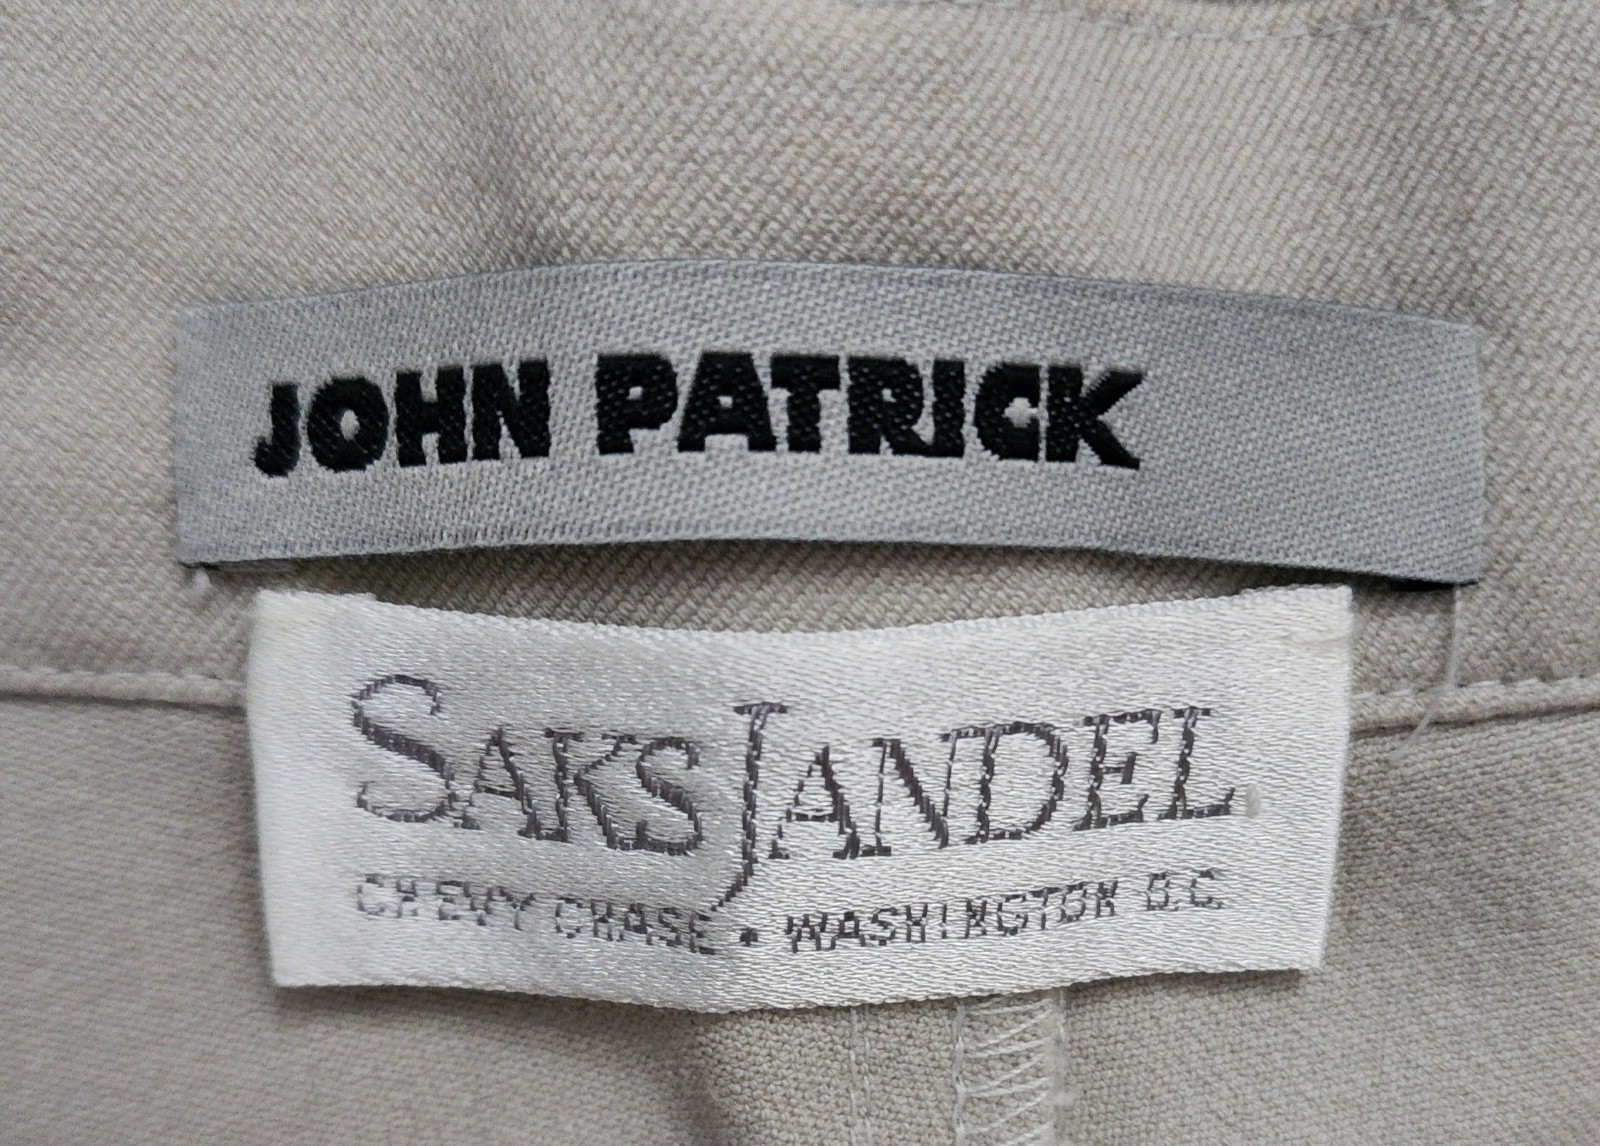 JOHN PATRICK
SAKS JANDEL
CHEVY CHASE • WASHINGTON D.C.